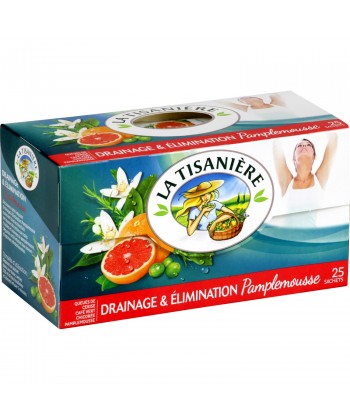 LA TISANIÈRE
DRAINAGE & ÉLIMINATION Pamplemousse
25
LA TISANIÈRE
QUEUES DE
CERISE
CAFÉ VERT
CHICORÉE
PAMPLEMOUSSE
DRAINAGE & ÉLIMINATION Pamplemousse
25
SACHETS